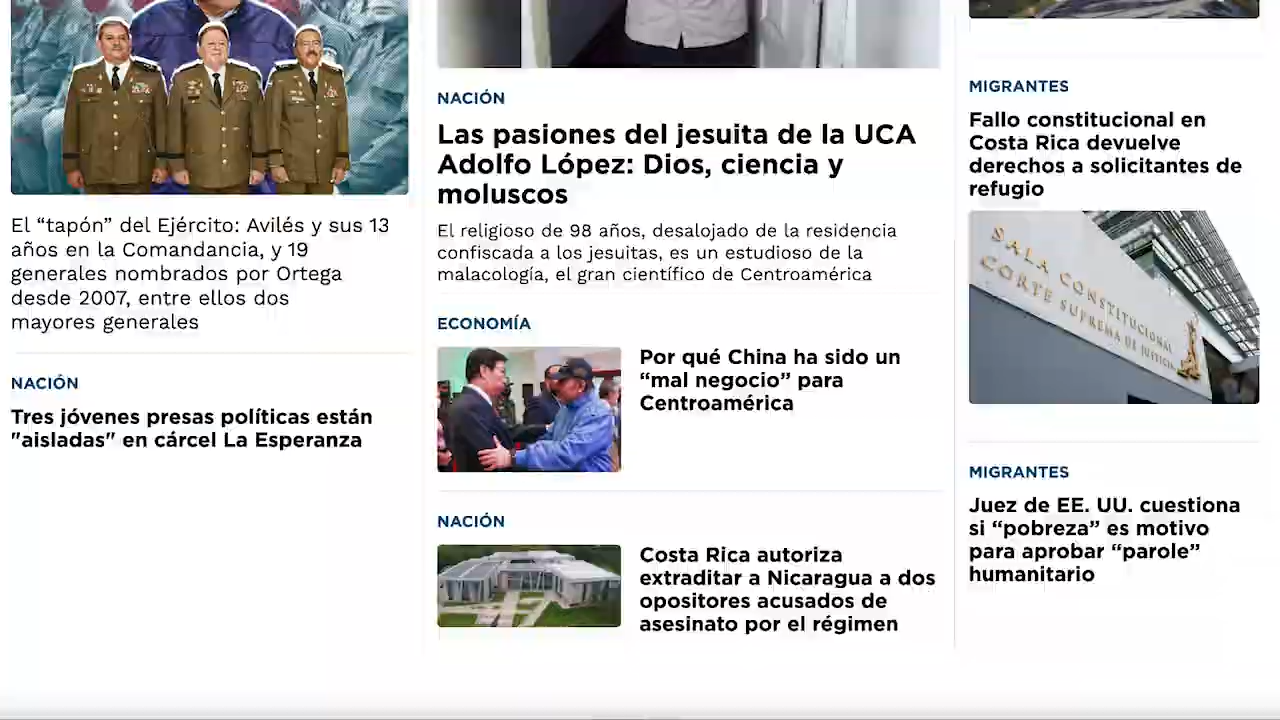 El “tapón” del Ejército: Avilés y sus 13
años en la Comandancia, y 19
generales nombrados por Ortega
desde 2007, entre ellos dos
mayores generales
NACIÓN
Tres jóvenes presas políticas están
"aisladas" en cárcel La Esperanza
NACIÓN
Las pasiones del jesuita de la UCA
Adolfo López: Dios, ciencia y
moluscos
El religioso de 98 años, desalojado de la residencia
confiscada a los jesuitas, es un estudioso de la
malacología, el gran científico de Centroamérica
ECONOMÍA
Por qué China ha sido un
“mal negocio” para
Centroamérica
NACIÓN
Costa Rica autoriza
extraditar a Nicaragua a dos
opositores acusados de
asesinato por el régimen
MIGRANTES
Fallo constitucional en
Costa Rica devuelve
derechos a solicitantes de
refugio
SALA CONSTITUCIONAL
CORTE SUPREMA DE JUSTICIA
MIGRANTES
Juez de EE. UU. cuestiona
si “pobreza” es motivo
para aprobar “parole”
humanitario